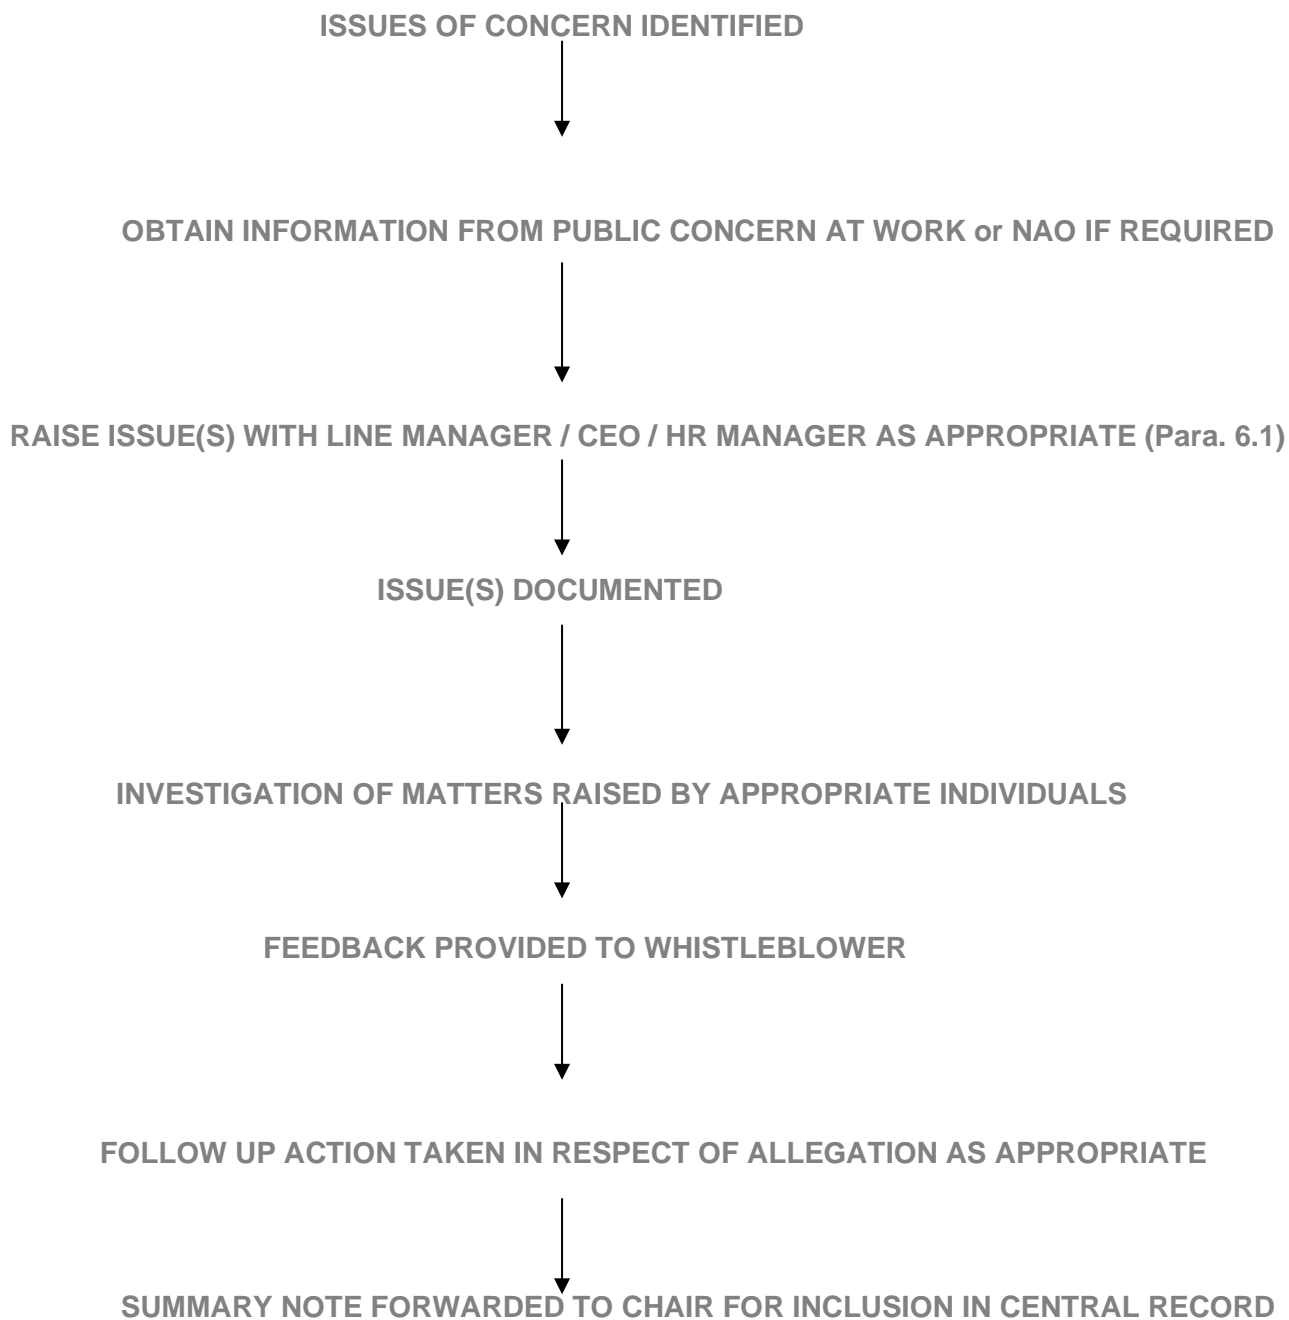 ISSUES OF CONCERN IDENTIFIED
OBTAIN INFORMATION FROM PUBLIC CONCERN AT WORK or NAO IF REQUIRED
RAISE ISSUE(S) WITH LINE MANAGER / CEO / HR MANAGER AS APPROPRIATE (Para. 6.1)
ISSUE(S) DOCUMENTED
INVESTIGATION OF MATTERS RAISED BY APPROPRIATE INDIVIDUALS
FEEDBACK PROVIDED TO WHISTLEBLOWER
FOLLOW UP ACTION TAKEN IN RESPECT OF ALLEGATION AS APPROPRIATE
SUMMARY NOTE FORWARDED TO CHAIR FOR INCLUSION IN CENTRAL RECORD